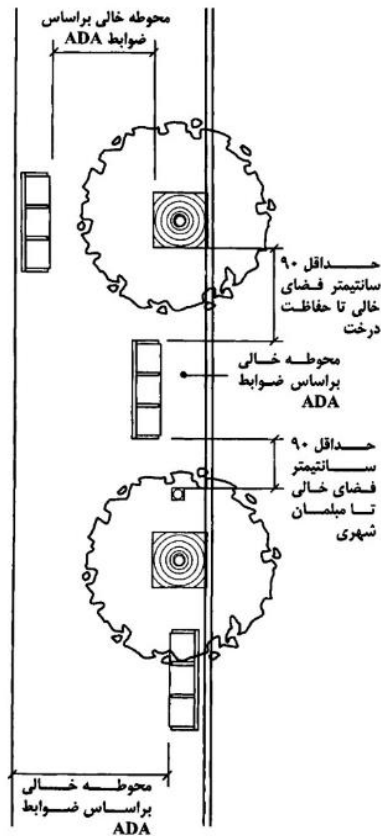 محوطه خالی براساس
ضوابط ADA
حداقل ۹۰
سانتیمتر فضای
خالی تا حفاظت
درخت
محوطه خالی
براساس ضوابط
ADA
حداقل ۹۰
سانتیمتر
فضای خالی
تا مبلمان
شهری
محوطه خالی
براساس ضوابط
ADA